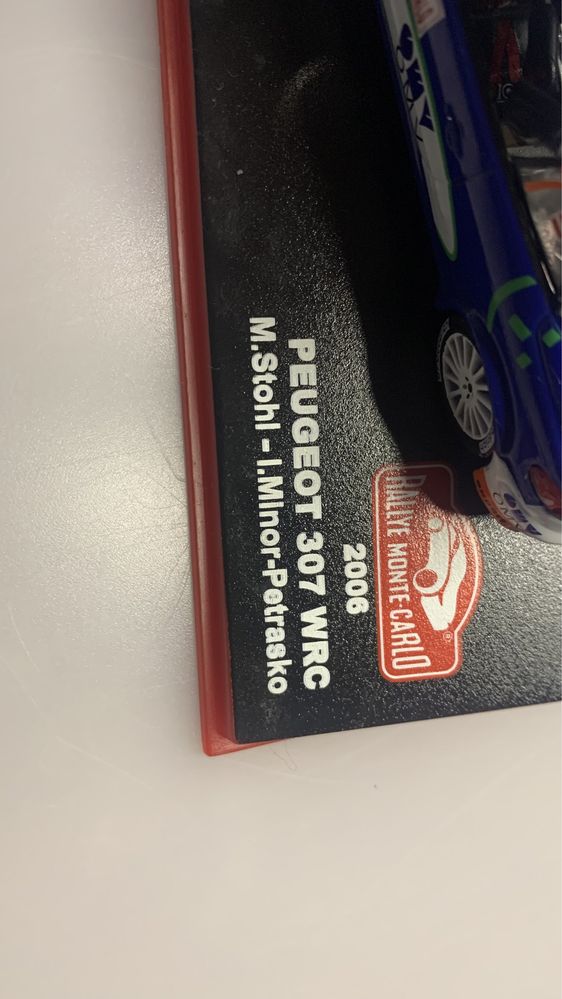 RALLYE MONTE-CARLO
2006
PEUGEOT 307 WRC
M.Stohl - I.Minor-Petrasko